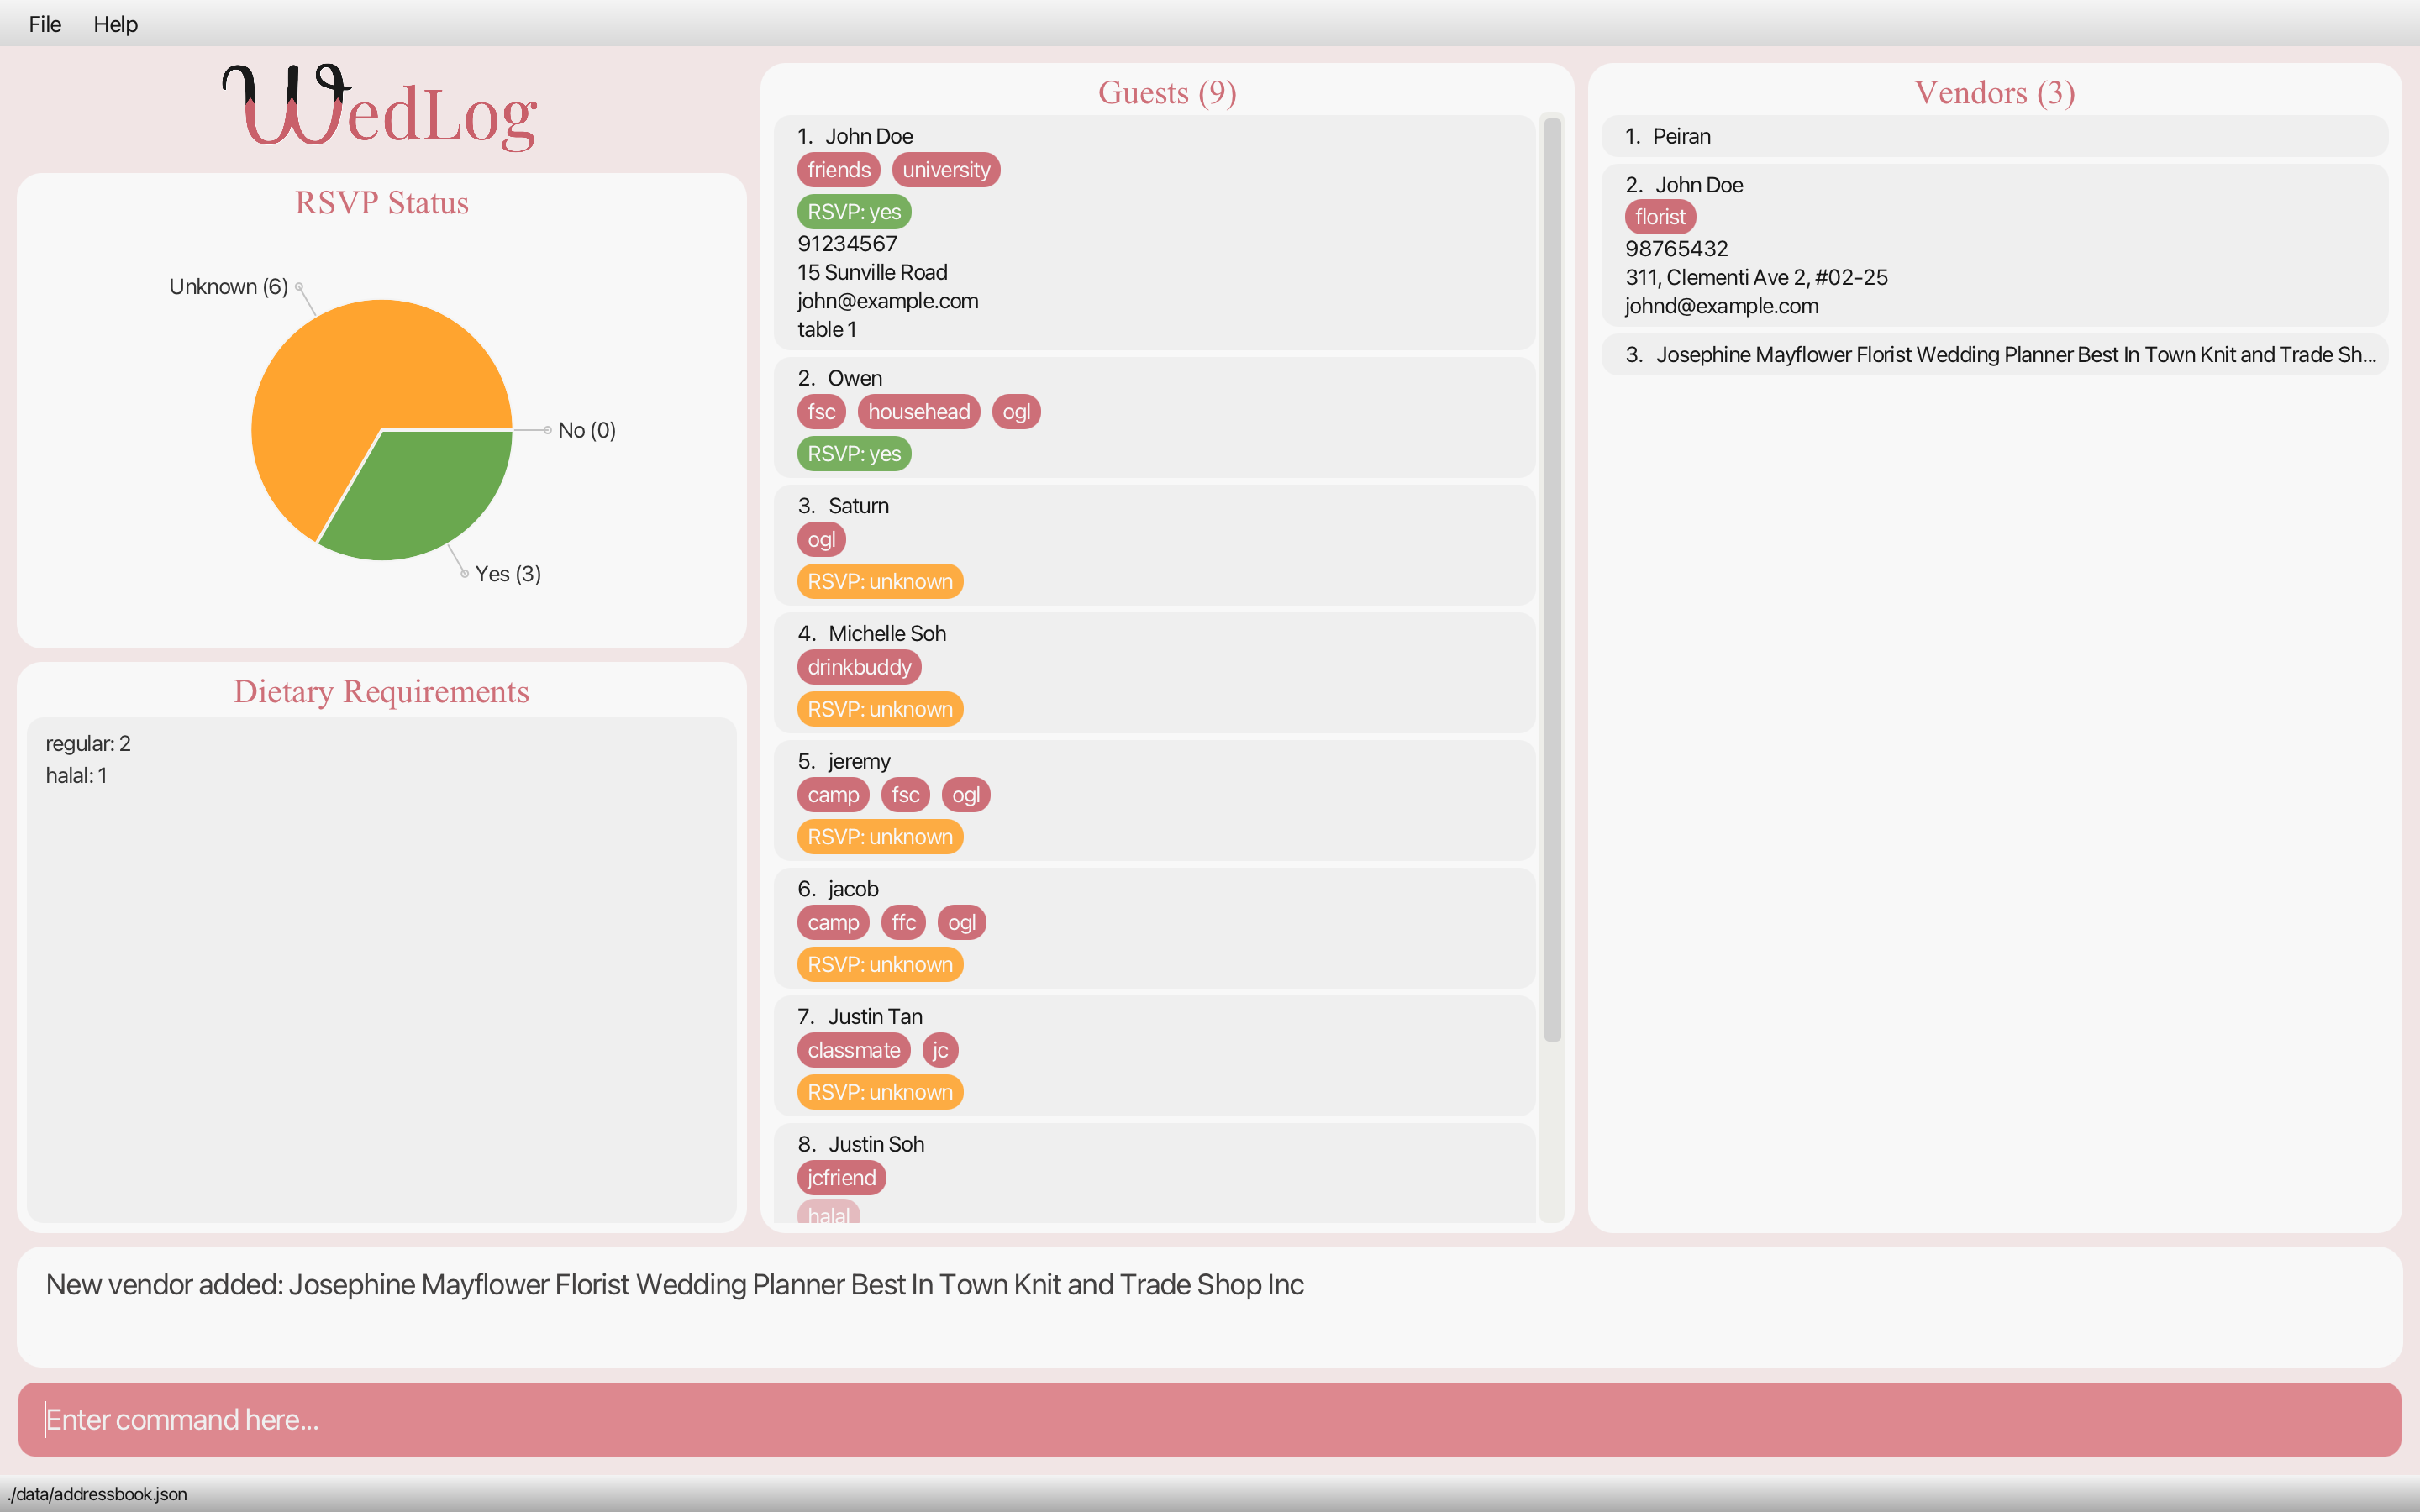 File Help
WedLog
RSVP Status
Unknown (6)
No (0)
Yes (3)
Dietary Requirements
regular: 2
halal: 1
Guests (9)
1. John Doe
friends university
RSVP: yes
91234567
15 Sunville Road
john@example.com
table 1
2. Owen
fsc househead ogl
RSVP: yes
3. Saturn
ogl
RSVP: unknown
4. Michelle Soh
drinkbuddy
RSVP: unknown
5. jeremy
camp fsc ogl
RSVP: unknown
6. jacob
camp ffc ogl
RSVP: unknown
7. Justin Tan
classmate jc
RSVP: unknown
8. Justin Soh
jcfriend
halal
Vendors (3)
1. Peiran
2. John Doe
florist
98765432
311, Clementi Ave 2, #02-25
johnd@example.com
3. Josephine Mayflower Florist Wedding Planner Best In Town Knit and Trade Sh...
New vendor added: Josephine Mayflower Florist Wedding Planner Best In Town Knit and Trade Shop Inc
Enter command here...
./data/addressbook.json